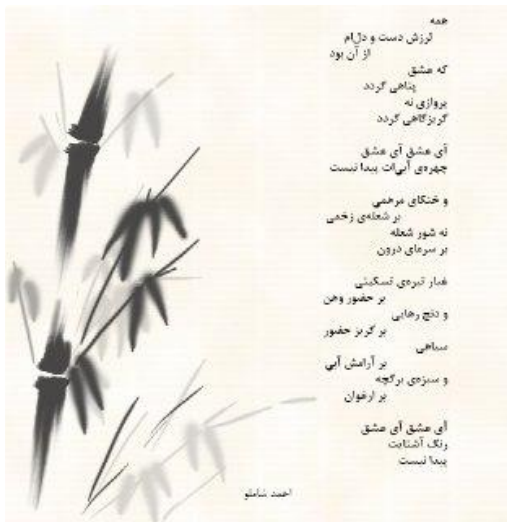 همه
لرزش دست و دلم
از آن بود
که عشق
پناهی گردد
پروازی نه
گریزگاهی گردد
آی عشق آی عشق
چهره‌ی آبی‌ات پیدا نیست
و خنکای مرهمی
بر شعله‌ی زخمی
نه شور شعله
بر سرمای درون
غبار تیره‌ی تسکینی
بر حضور وهن
و دنج رهایی
بر گریز حضور
سیاهی
بر آرامش آبی
و سبزه‌ی برگچه
بر ارغوان
آی عشق آی عشق
رنگ آشنایت
پیدا نیست
احمد شاملو